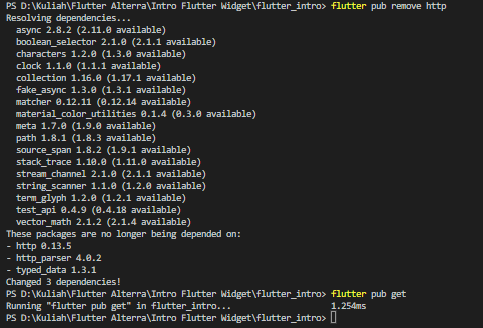 PS D:\Kuliah\Flutter Alterra\Intro Flutter Widget\flutter_intro> flutter pub remove http
Resolving dependencies...
  async 2.8.2 (2.11.0 available)
  boolean_selector 2.1.0 (2.1.1 available)
  characters 1.2.0 (1.3.0 available)
  clock 1.1.0 (1.1.1 available)
  collection 1.16.0 (1.17.1 available)
  fake_async 1.3.0 (1.3.1 available)
  matcher 0.12.11 (0.12.14 available)
  material_color_utilities 0.1.4 (0.3.0 available)
  meta 1.7.0 (1.9.0 available)
  path 1.8.1 (1.8.3 available)
  source_span 1.8.2 (1.9.1 available)
  stack_trace 1.10.0 (1.11.0 available)
  stream_channel 2.1.0 (2.1.1 available)
  string_scanner 1.1.0 (1.2.0 available)
  term_glyph 1.2.0 (1.2.1 available)
  test_api 0.4.9 (0.4.18 available)
  vector_math 2.1.2 (2.1.4 available)
These packages are no longer being depended on:
- http 0.13.5
- http_parser 4.0.2
- typed_data 1.3.1
Changed 3 dependencies!
PS D:\Kuliah\Flutter Alterra\Intro Flutter Widget\flutter_intro> flutter pub get
Running "flutter pub get" in flutter_intro...                    1.254ms
PS D:\Kuliah\Flutter Alterra\Intro Flutter Widget\flutter_intro>